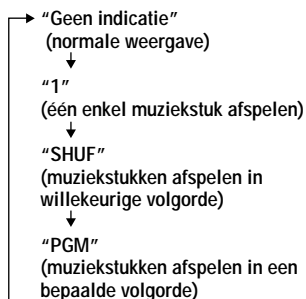 “Geen indicatie”
(normale weergave)
“1”
(één enkel muziekstuk afspelen)
“SHUF”
(muziekstukken afspelen in
willekeurige volgorde)
“PGM”
(muziekstukken afspelen in een
bepaalde volgorde)